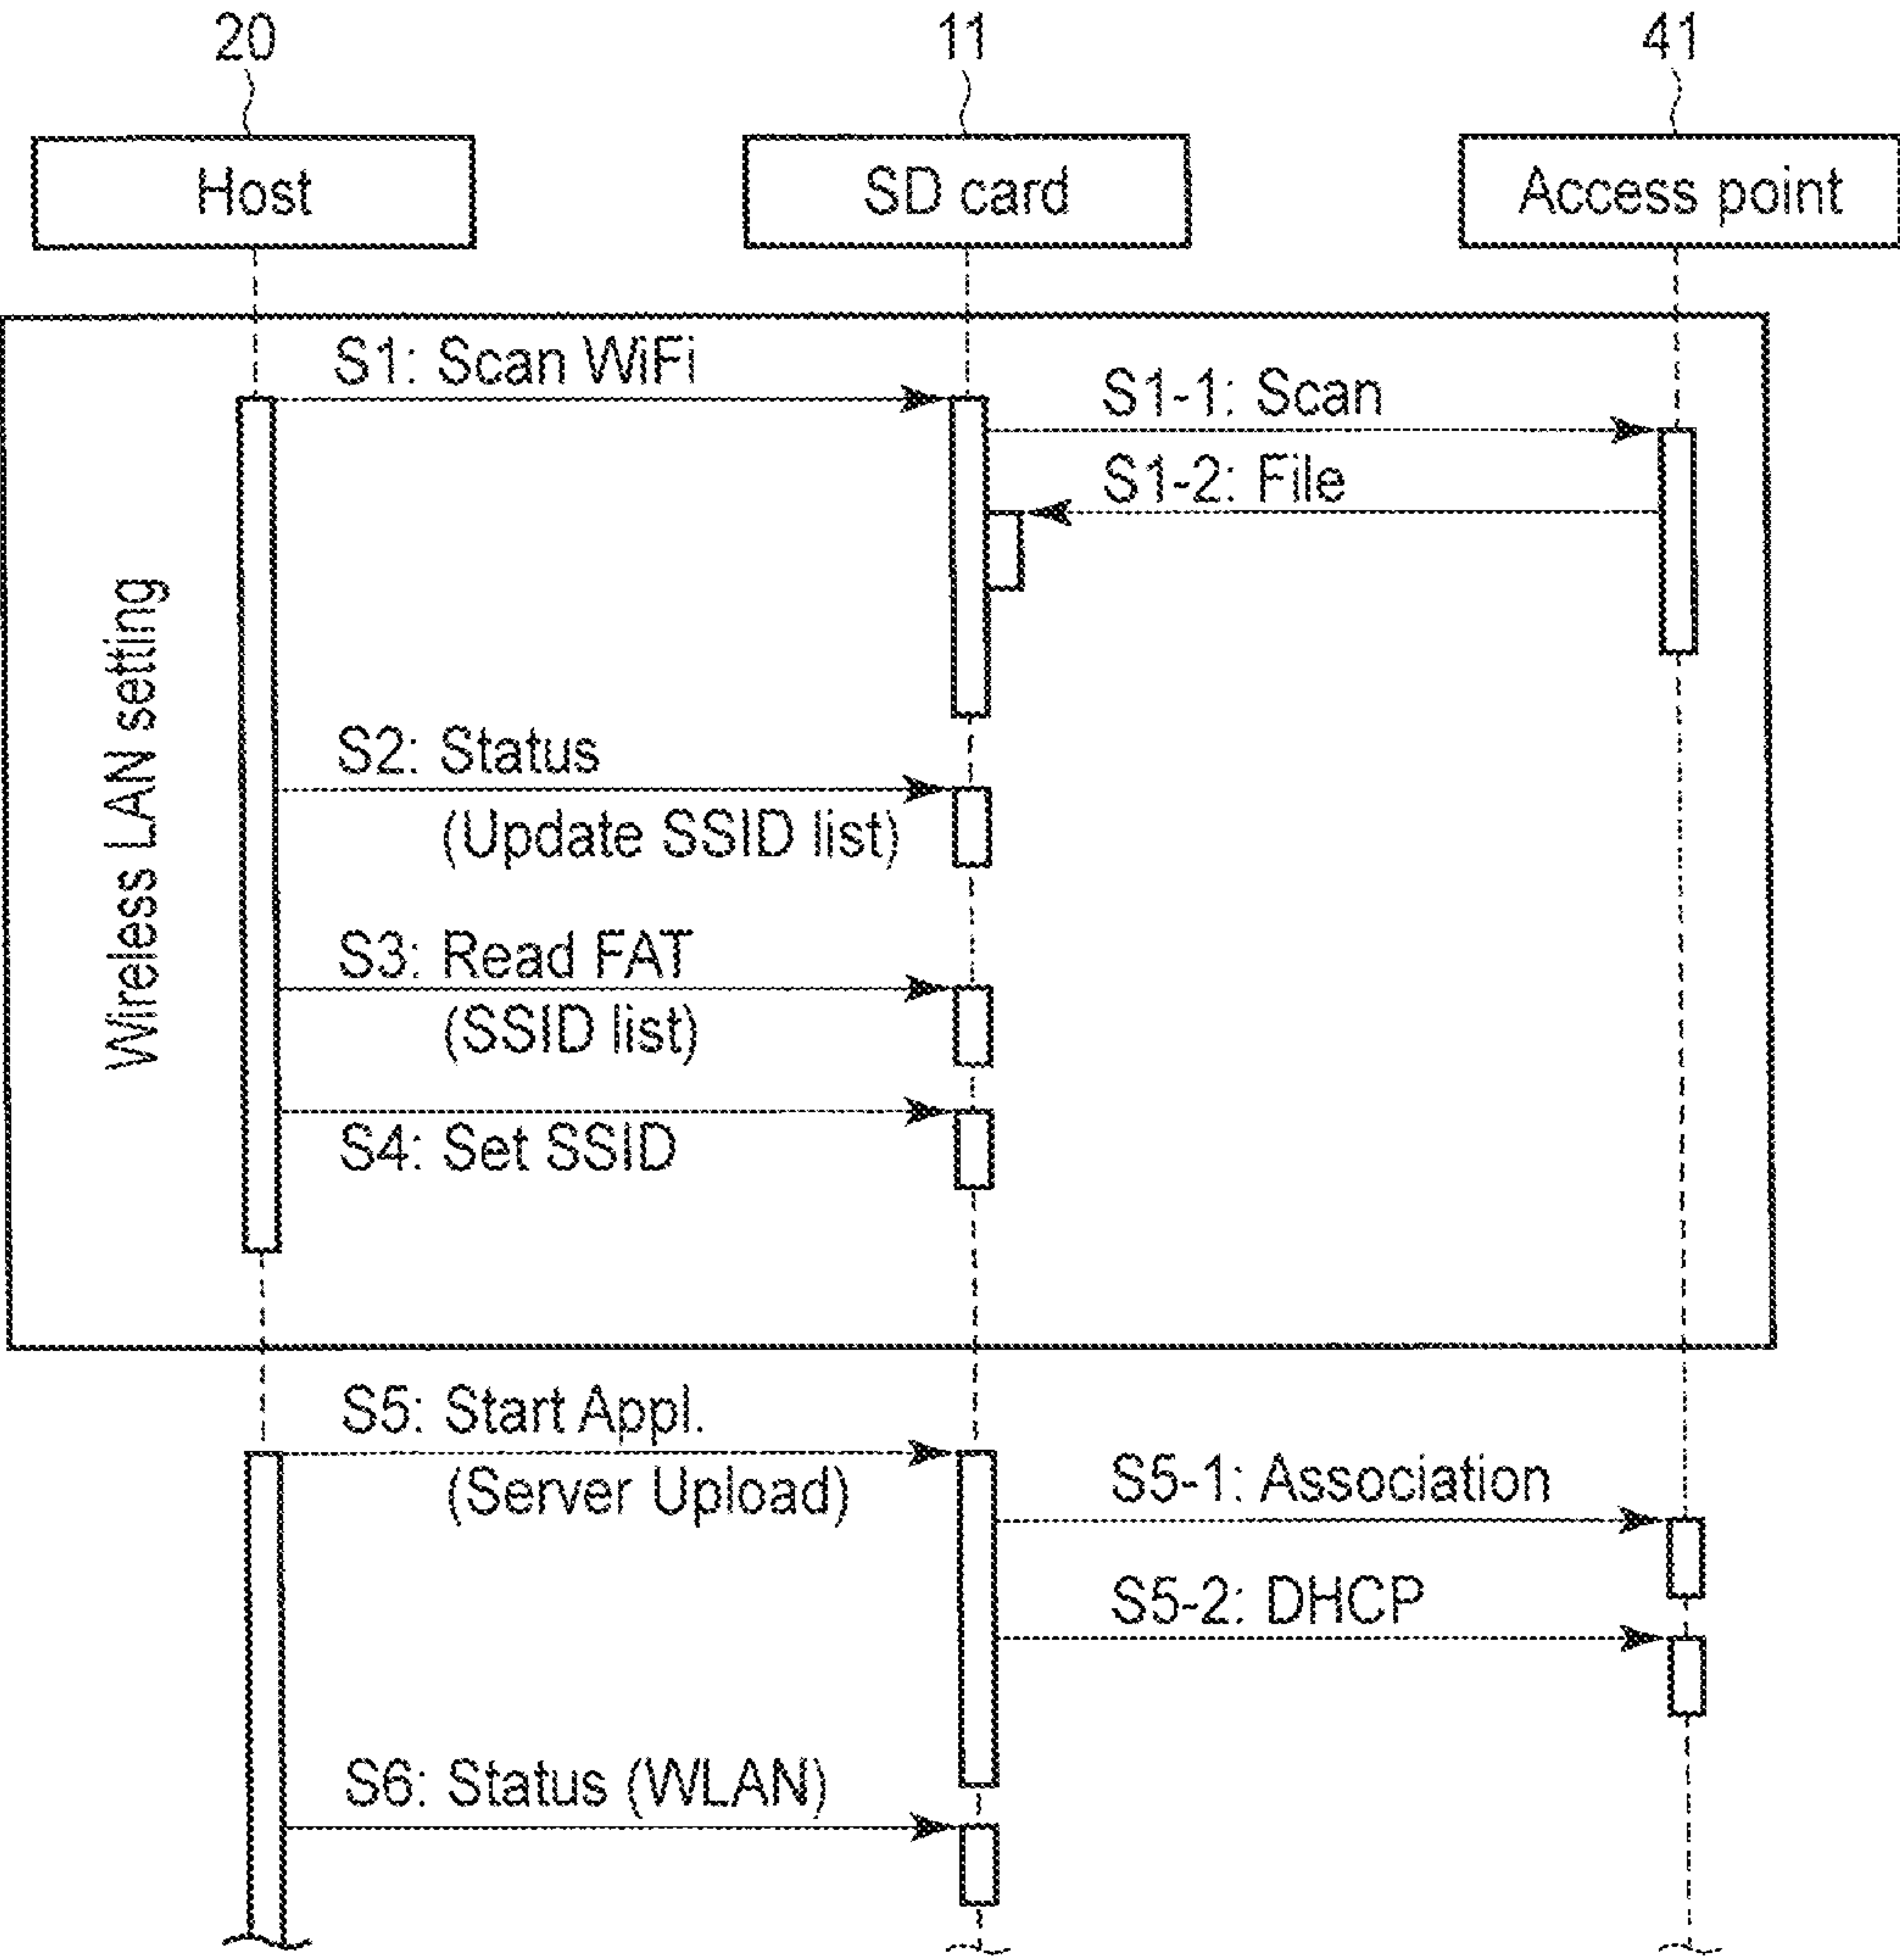 20
11
41
Host
SD card
Access point
S1: Scan WiFi
S1-1: Scan
S1-2: File
Wireless LAN setting
S2: Status
(Update SSID list)
S3: Read FAT
(SSID list)
S4: Set SSID
S5: Start Appl.
(Server Upload)
S5-1: Association
S5-2: DHCP
S6: Status (WLAN)